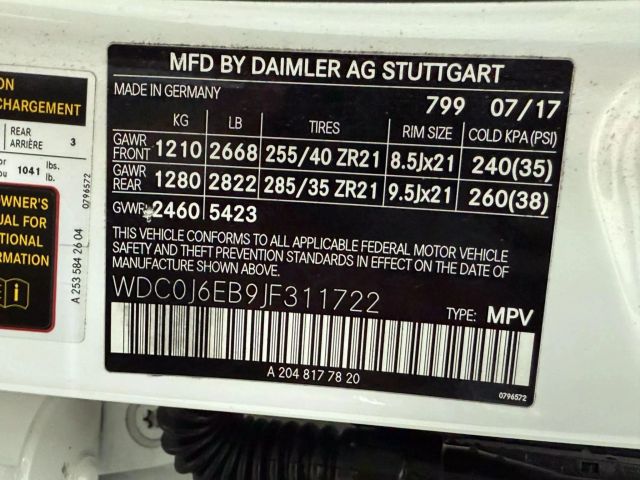 MFD BY DAIMLER AG STUTTGART
MADE IN GERMANY 799 07/17
KG LB TIRES RIM SIZE COLD KPA(PSI)
GAWR FRONT 1210 2668 255/40 ZR21 8.5Jx21 240(35)
GAWR REAR 1280 2822 285/35 ZR21 9.5Jx21 260(38)
GVWR 2460 5423
THIS VEHICLE CONFORMS TO ALL APPLICABLE FEDERAL MOTOR VEHICLE
SAFETY AND THEFT PREVENTION STANDARDS IN EFFECT ON THE DATE OF
MANUFACTURE SHOWN ABOVE.
WDC0J6EB9JF311722
TYPE: MPV
A 204 817 78 20
0796572
ON
CHARGEMENT
REAR
ARRIÈRE 3
or
ou 1041 lbs.
lb.
0796572
OWNER'S
UAL FOR
TIONAL
ORMATION
A 253 584 26 04